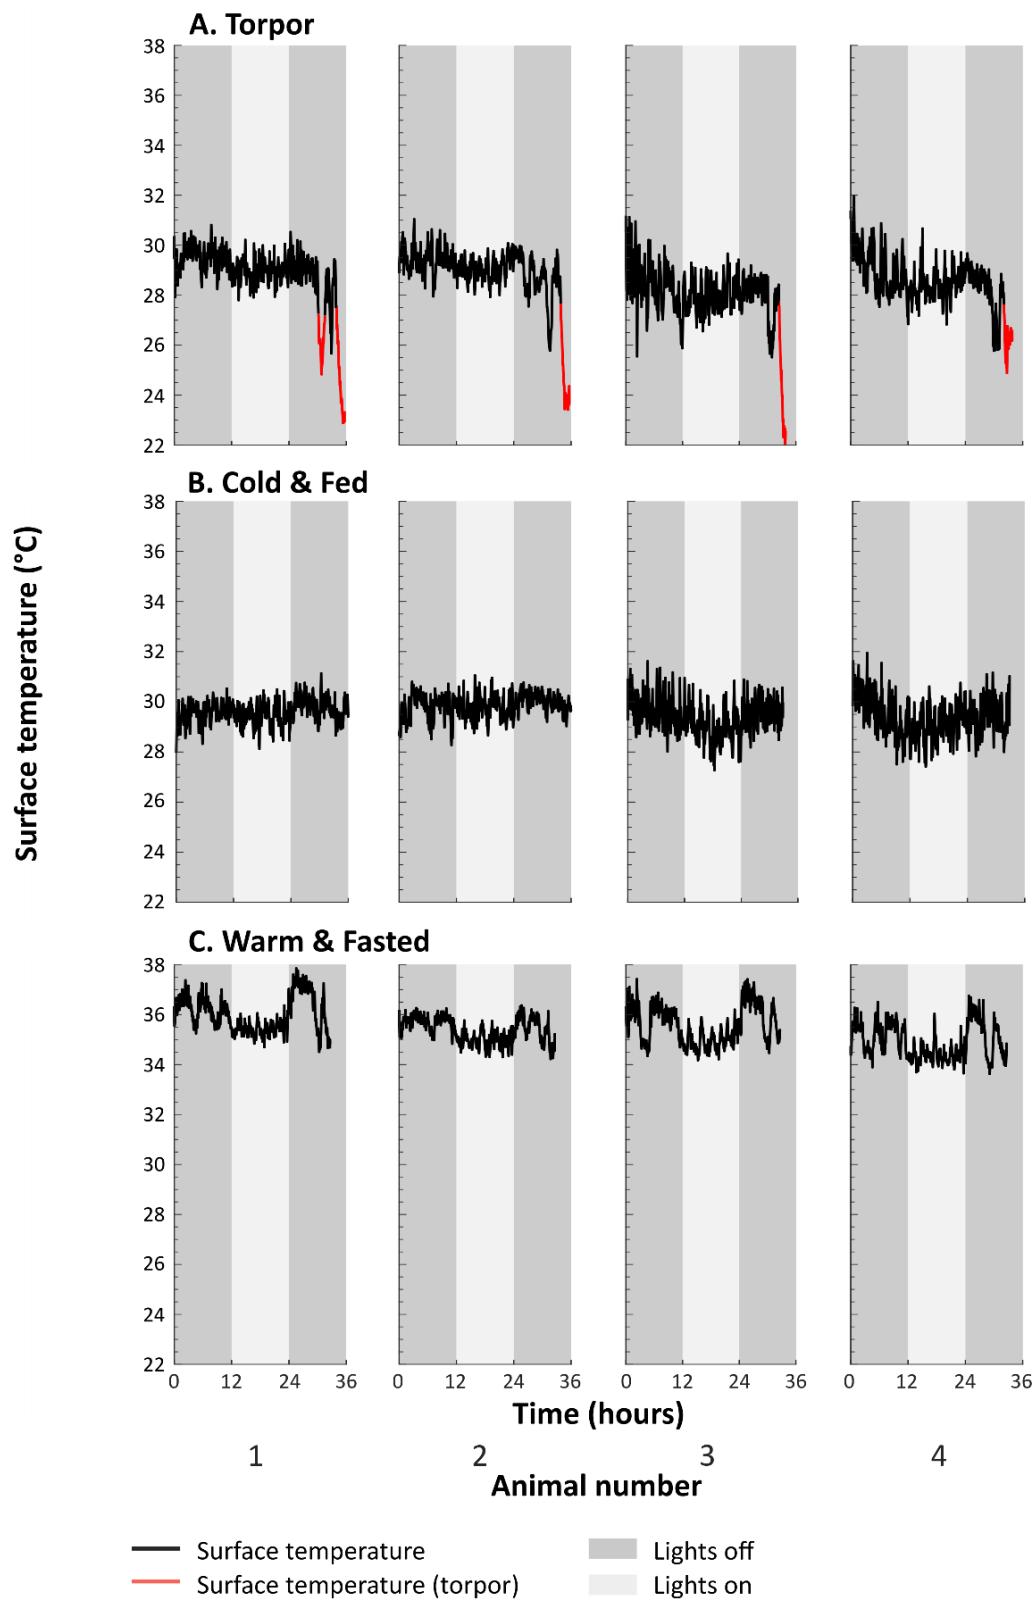 A. Torpor
38
36
34
32
30
28
26
24
22
B. Cold & Fed
38
36
34
32
30
28
26
24
22
Surface temperature (°C)
C. Warm & Fasted
38
36
34
32
30
28
26
24
22
0 12 24 36 0 12 24 36 0 12 24 36 0 12 24 36
Time (hours)
1 2 3 4
Animal number
Surface temperature Lights off
Surface temperature (torpor) Lights on